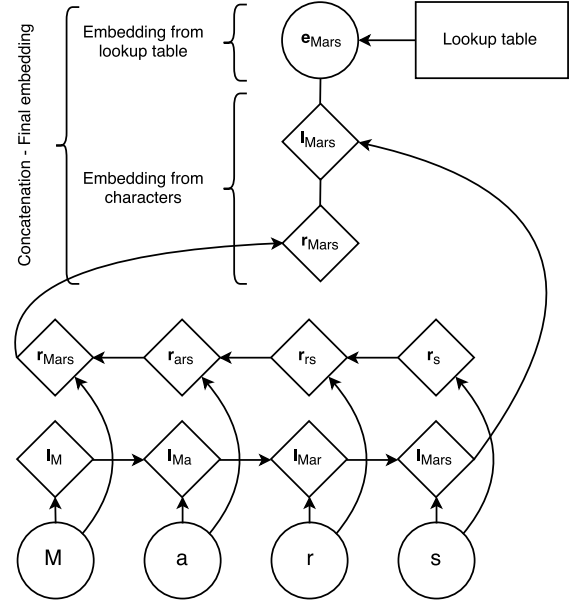 Concatenation - Final embedding
Embedding from
lookup table
e_Mars
Lookup table
l_Mars
Embedding from
characters
r_Mars
r_Mars
r_ars
r_rs
r_s
l_M
l_Ma
l_Mar
l_Mars
M
a
r
s